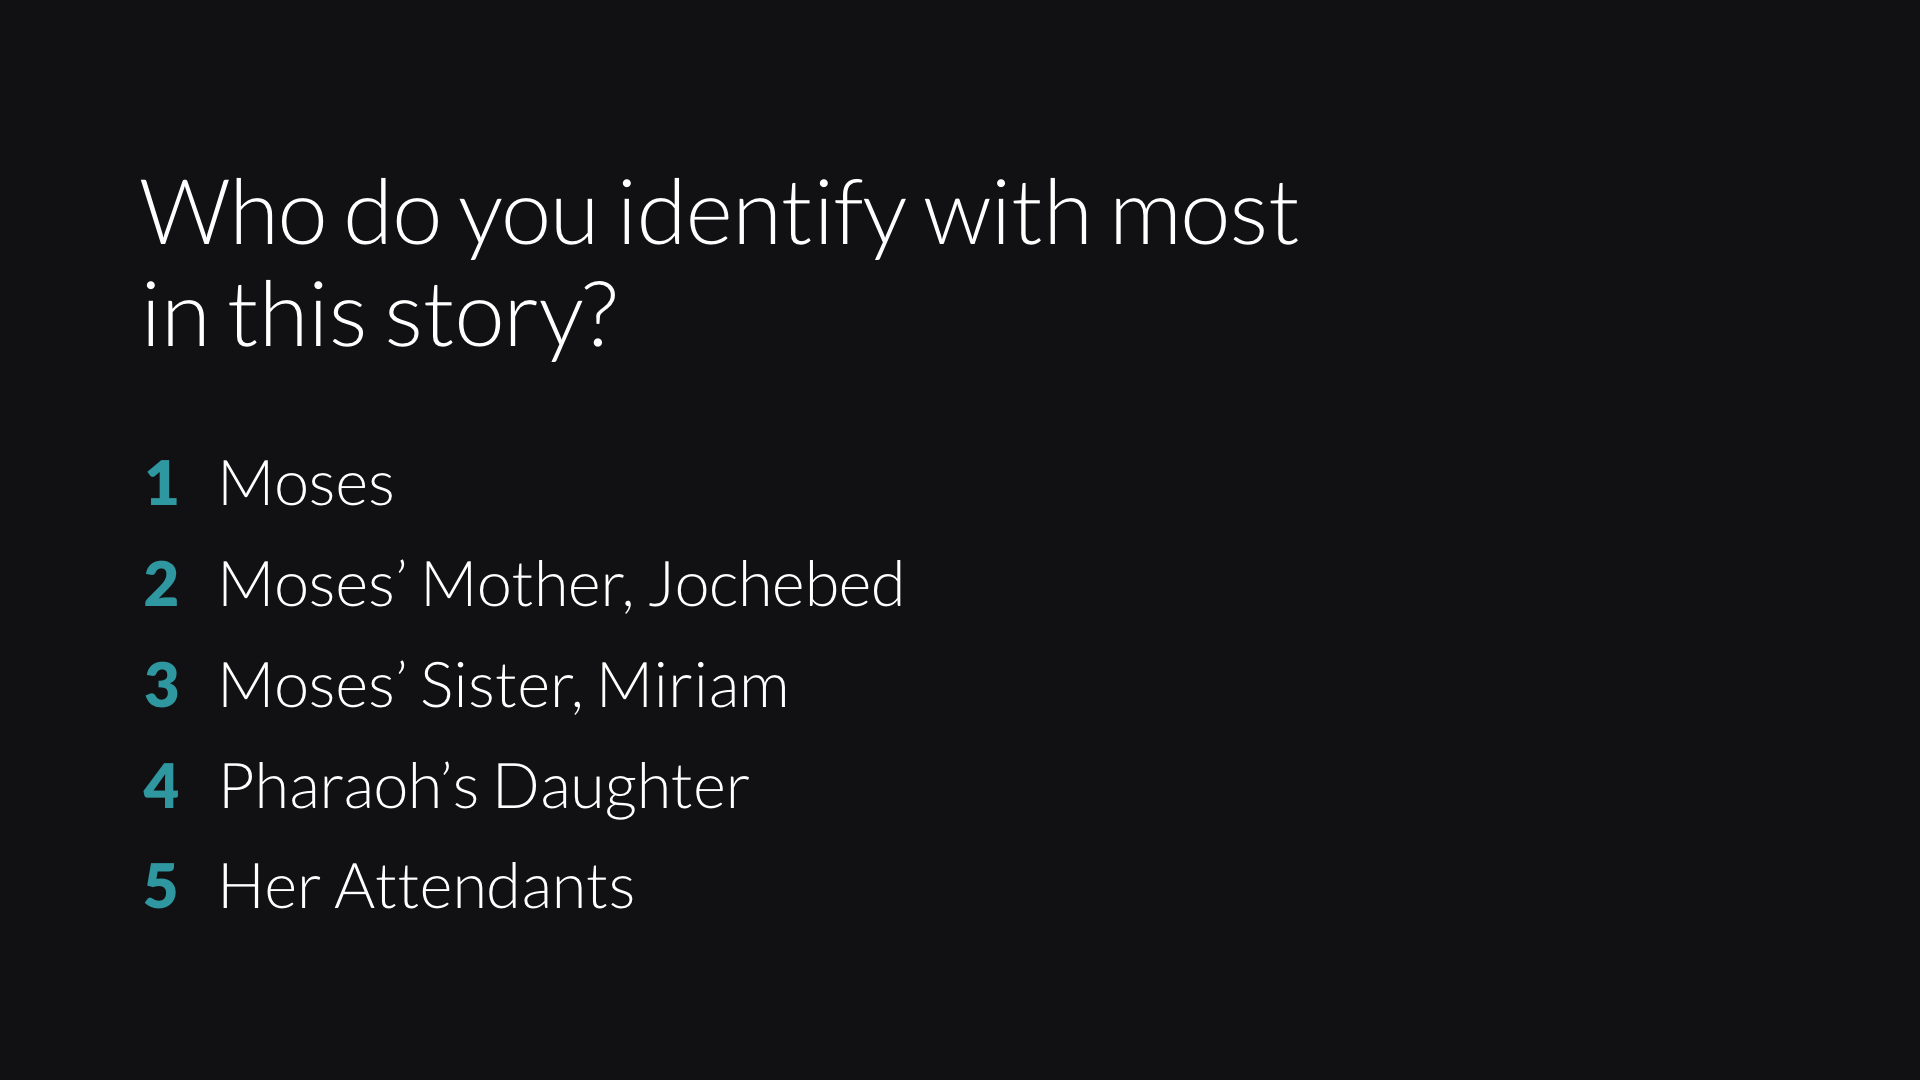 Who do you identify with most
in this story?
1 Moses
2 Moses’ Mother, Jochebed
3 Moses’ Sister, Miriam
4 Pharaoh’s Daughter
5 Her Attendants